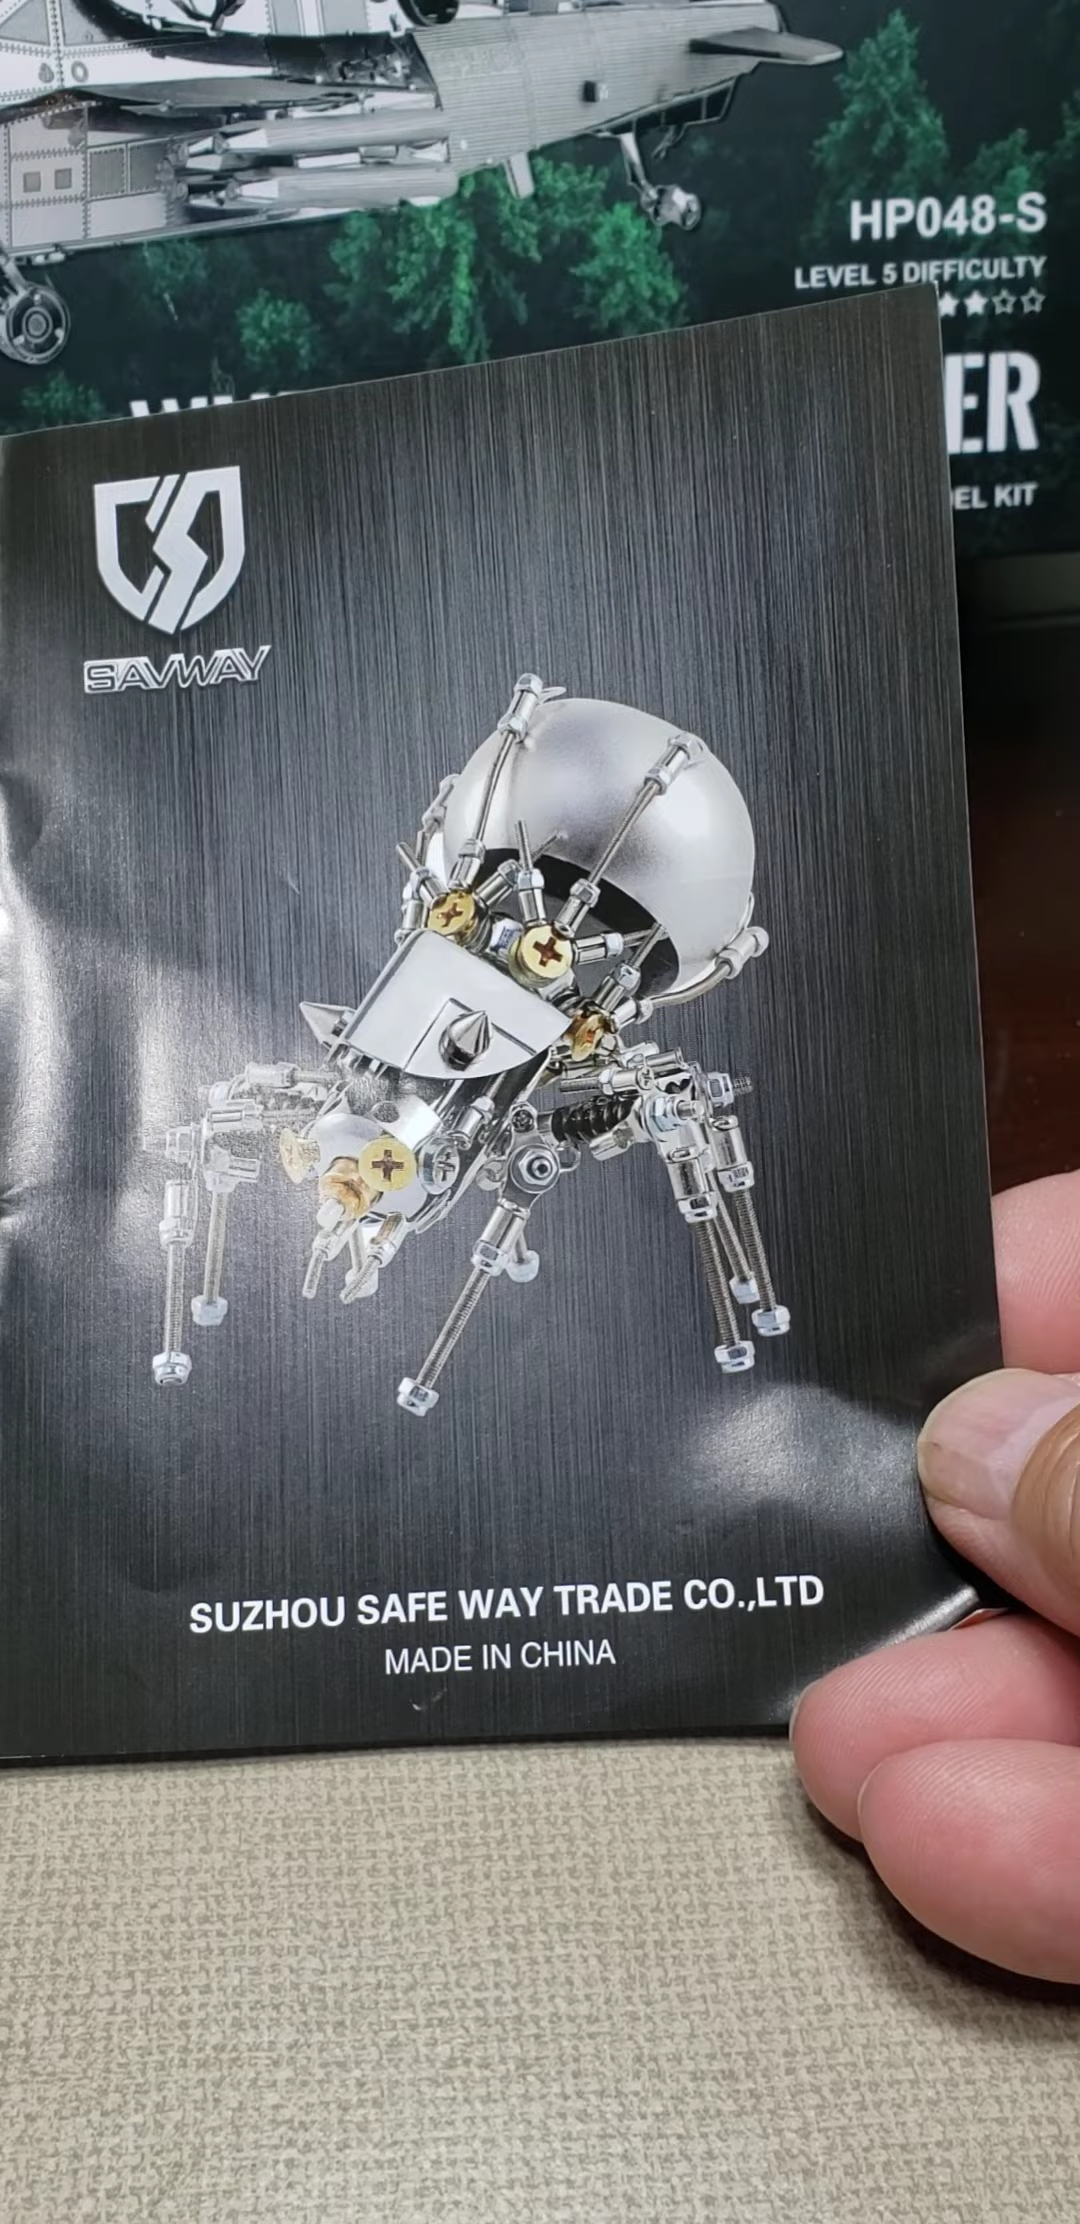 HP048-S
LEVEL 5 DIFFICULTY
ER
EL KIT
SAVWAY
SUZHOU SAFE WAY TRADE CO.,LTD
MADE IN CHINA